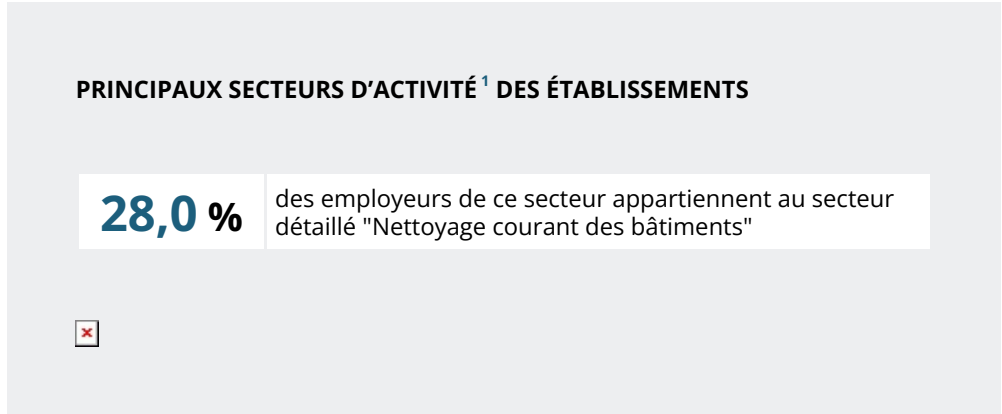 PRINCIPAUX SECTEURS D’ACTIVITÉ 1 DES ÉTABLISSEMENTS
28,0 %
des employeurs de ce secteur appartiennent au secteur
détaillé "Nettoyage courant des bâtiments"